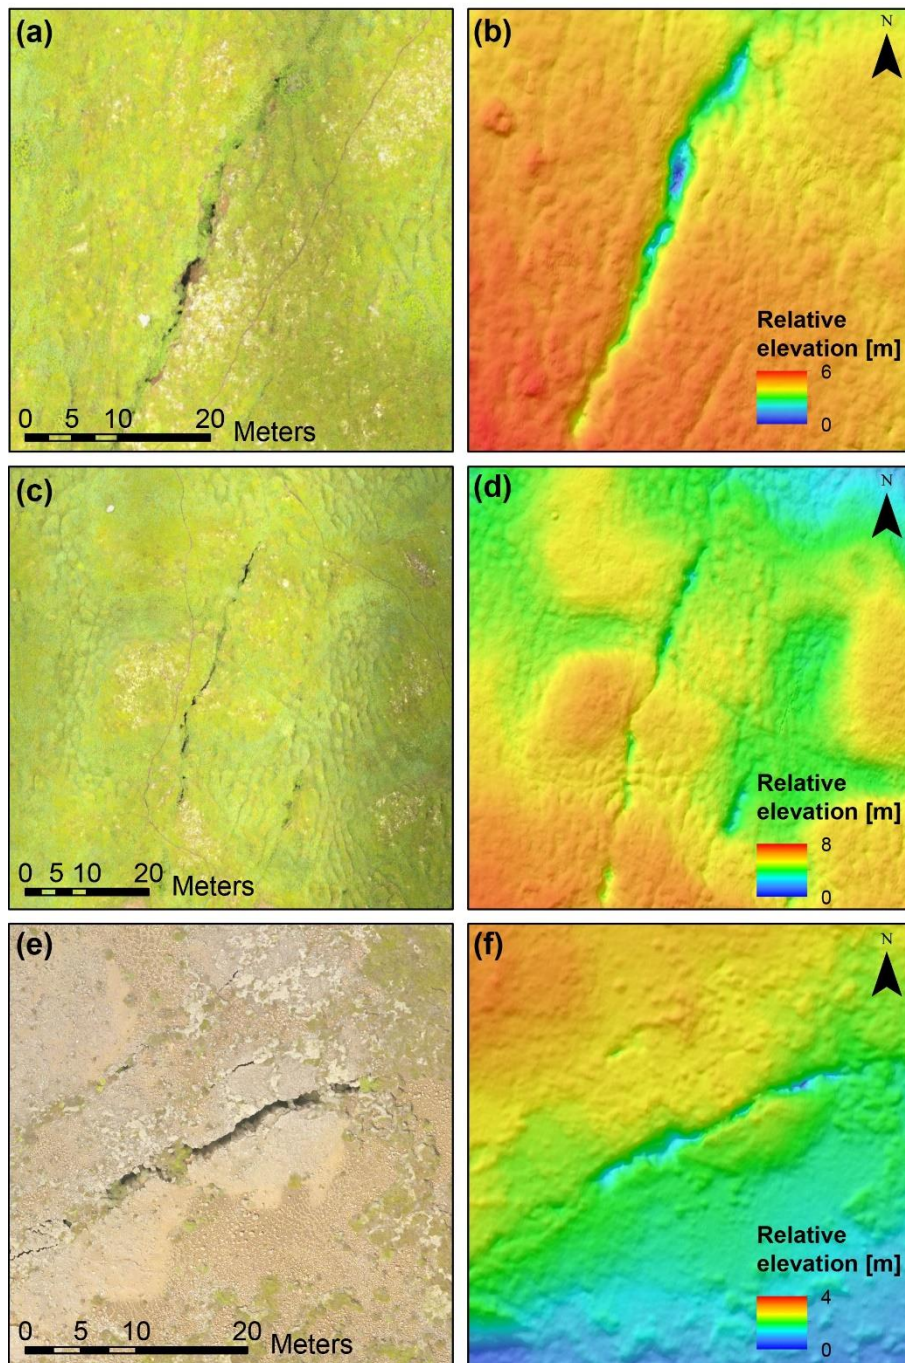 (a)
0 5 10 20 Meters
(b)
N
Relative
elevation [m]
6
0
(c)
0 5 10 20 Meters
(d)
N
Relative
elevation [m]
8
0
(e)
0 5 10 20 Meters
(f)
N
Relative
elevation [m]
4
0